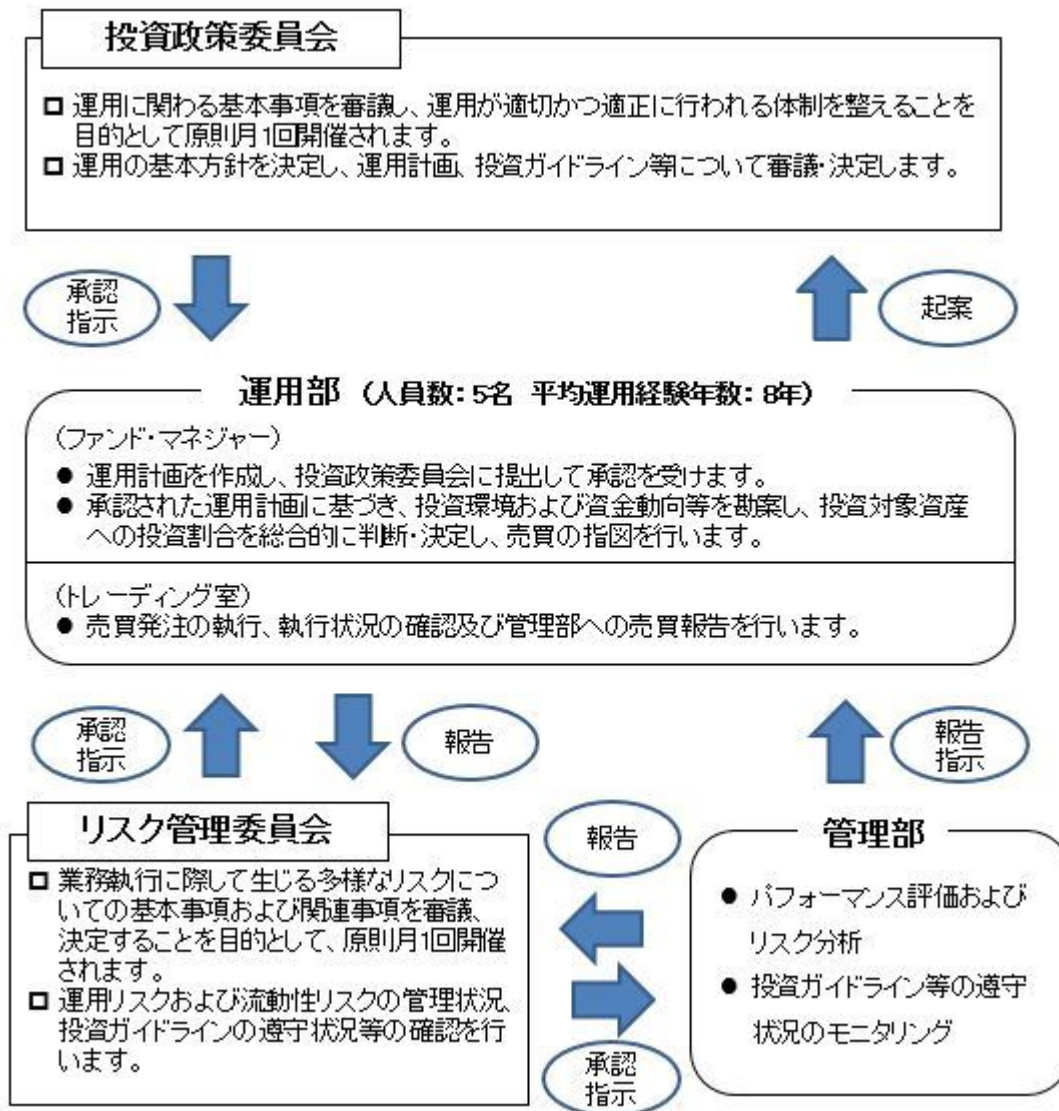 投資政策委員会
運用に関わる基本事項を審議し、運用が適切かつ適正に行われる体制を整えることを
目的として原則月1回開催されます。
運用の基本方針を決定し、運用計画、投資ガイドライン等について審議・決定します。
承認
指示
起案
運用部 (人員数：5名 平均運用経験年数：8年)
(ファンド・マネジャー)
● 運用計画を作成し、投資政策委員会に提出して承認を受けます。
● 承認された運用計画に基づき、投資環境および資金動向等を勘案し、投資対象資産
への投資割合を総合的に判断・決定し、売買の指図を行います。
(トレーディング室)
● 売買発注の執行、執行状況の確認及び管理部への売買報告を行います。
承認
指示
報告
報告
指示
リスク管理委員会
業務執行に際して生じる多様なリスクにつ
いての基本事項および関連事項を審議、
決定することを目的として、原則月1回開催
されます。
運用リスクおよび流動性リスクの管理状況、
投資ガイドラインの遵守状況等の確認を行
います。
報告
承認
指示
管理部
● パフォーマンス評価および
リスク分析
● 投資ガイドライン等の遵守
状況のモニタリング